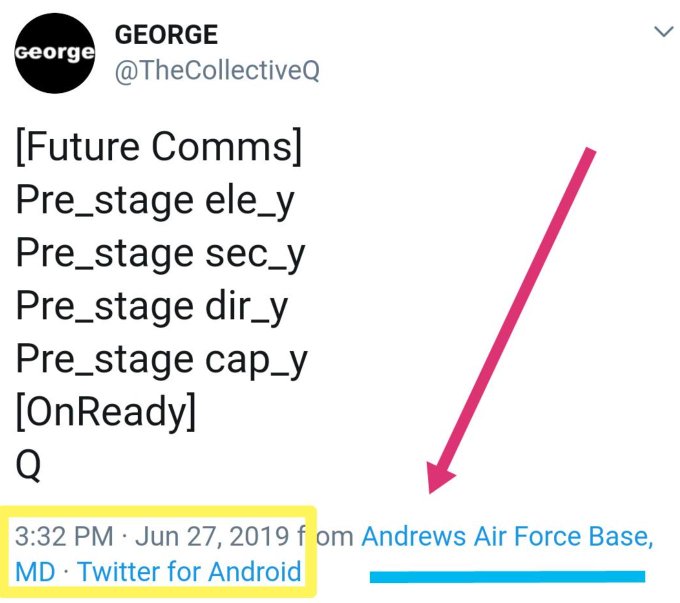 George
GEORGE
@TheCollectiveQ
[Future Comms]
Pre_stage ele_y
Pre_stage sec_y
Pre_stage dir_y
Pre_stage cap_y
[OnReady]
Q
3:32 PM · Jun 27, 2019 from Andrews Air Force Base,
MD · Twitter for Android